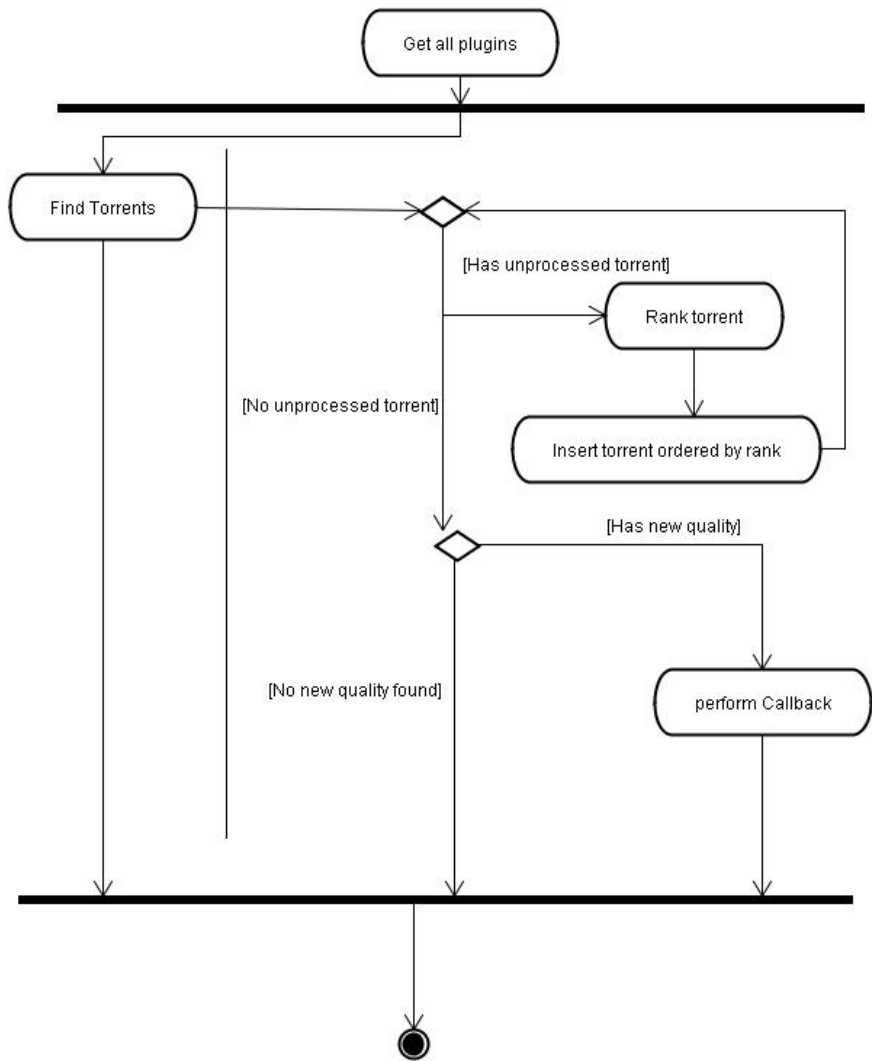 Get all plugins
Find Torrents
[Has unprocessed torrent]
Rank torrent
[No unprocessed torrent]
Insert torrent ordered by rank
[Has new quality]
[No new quality found]
perform Callback